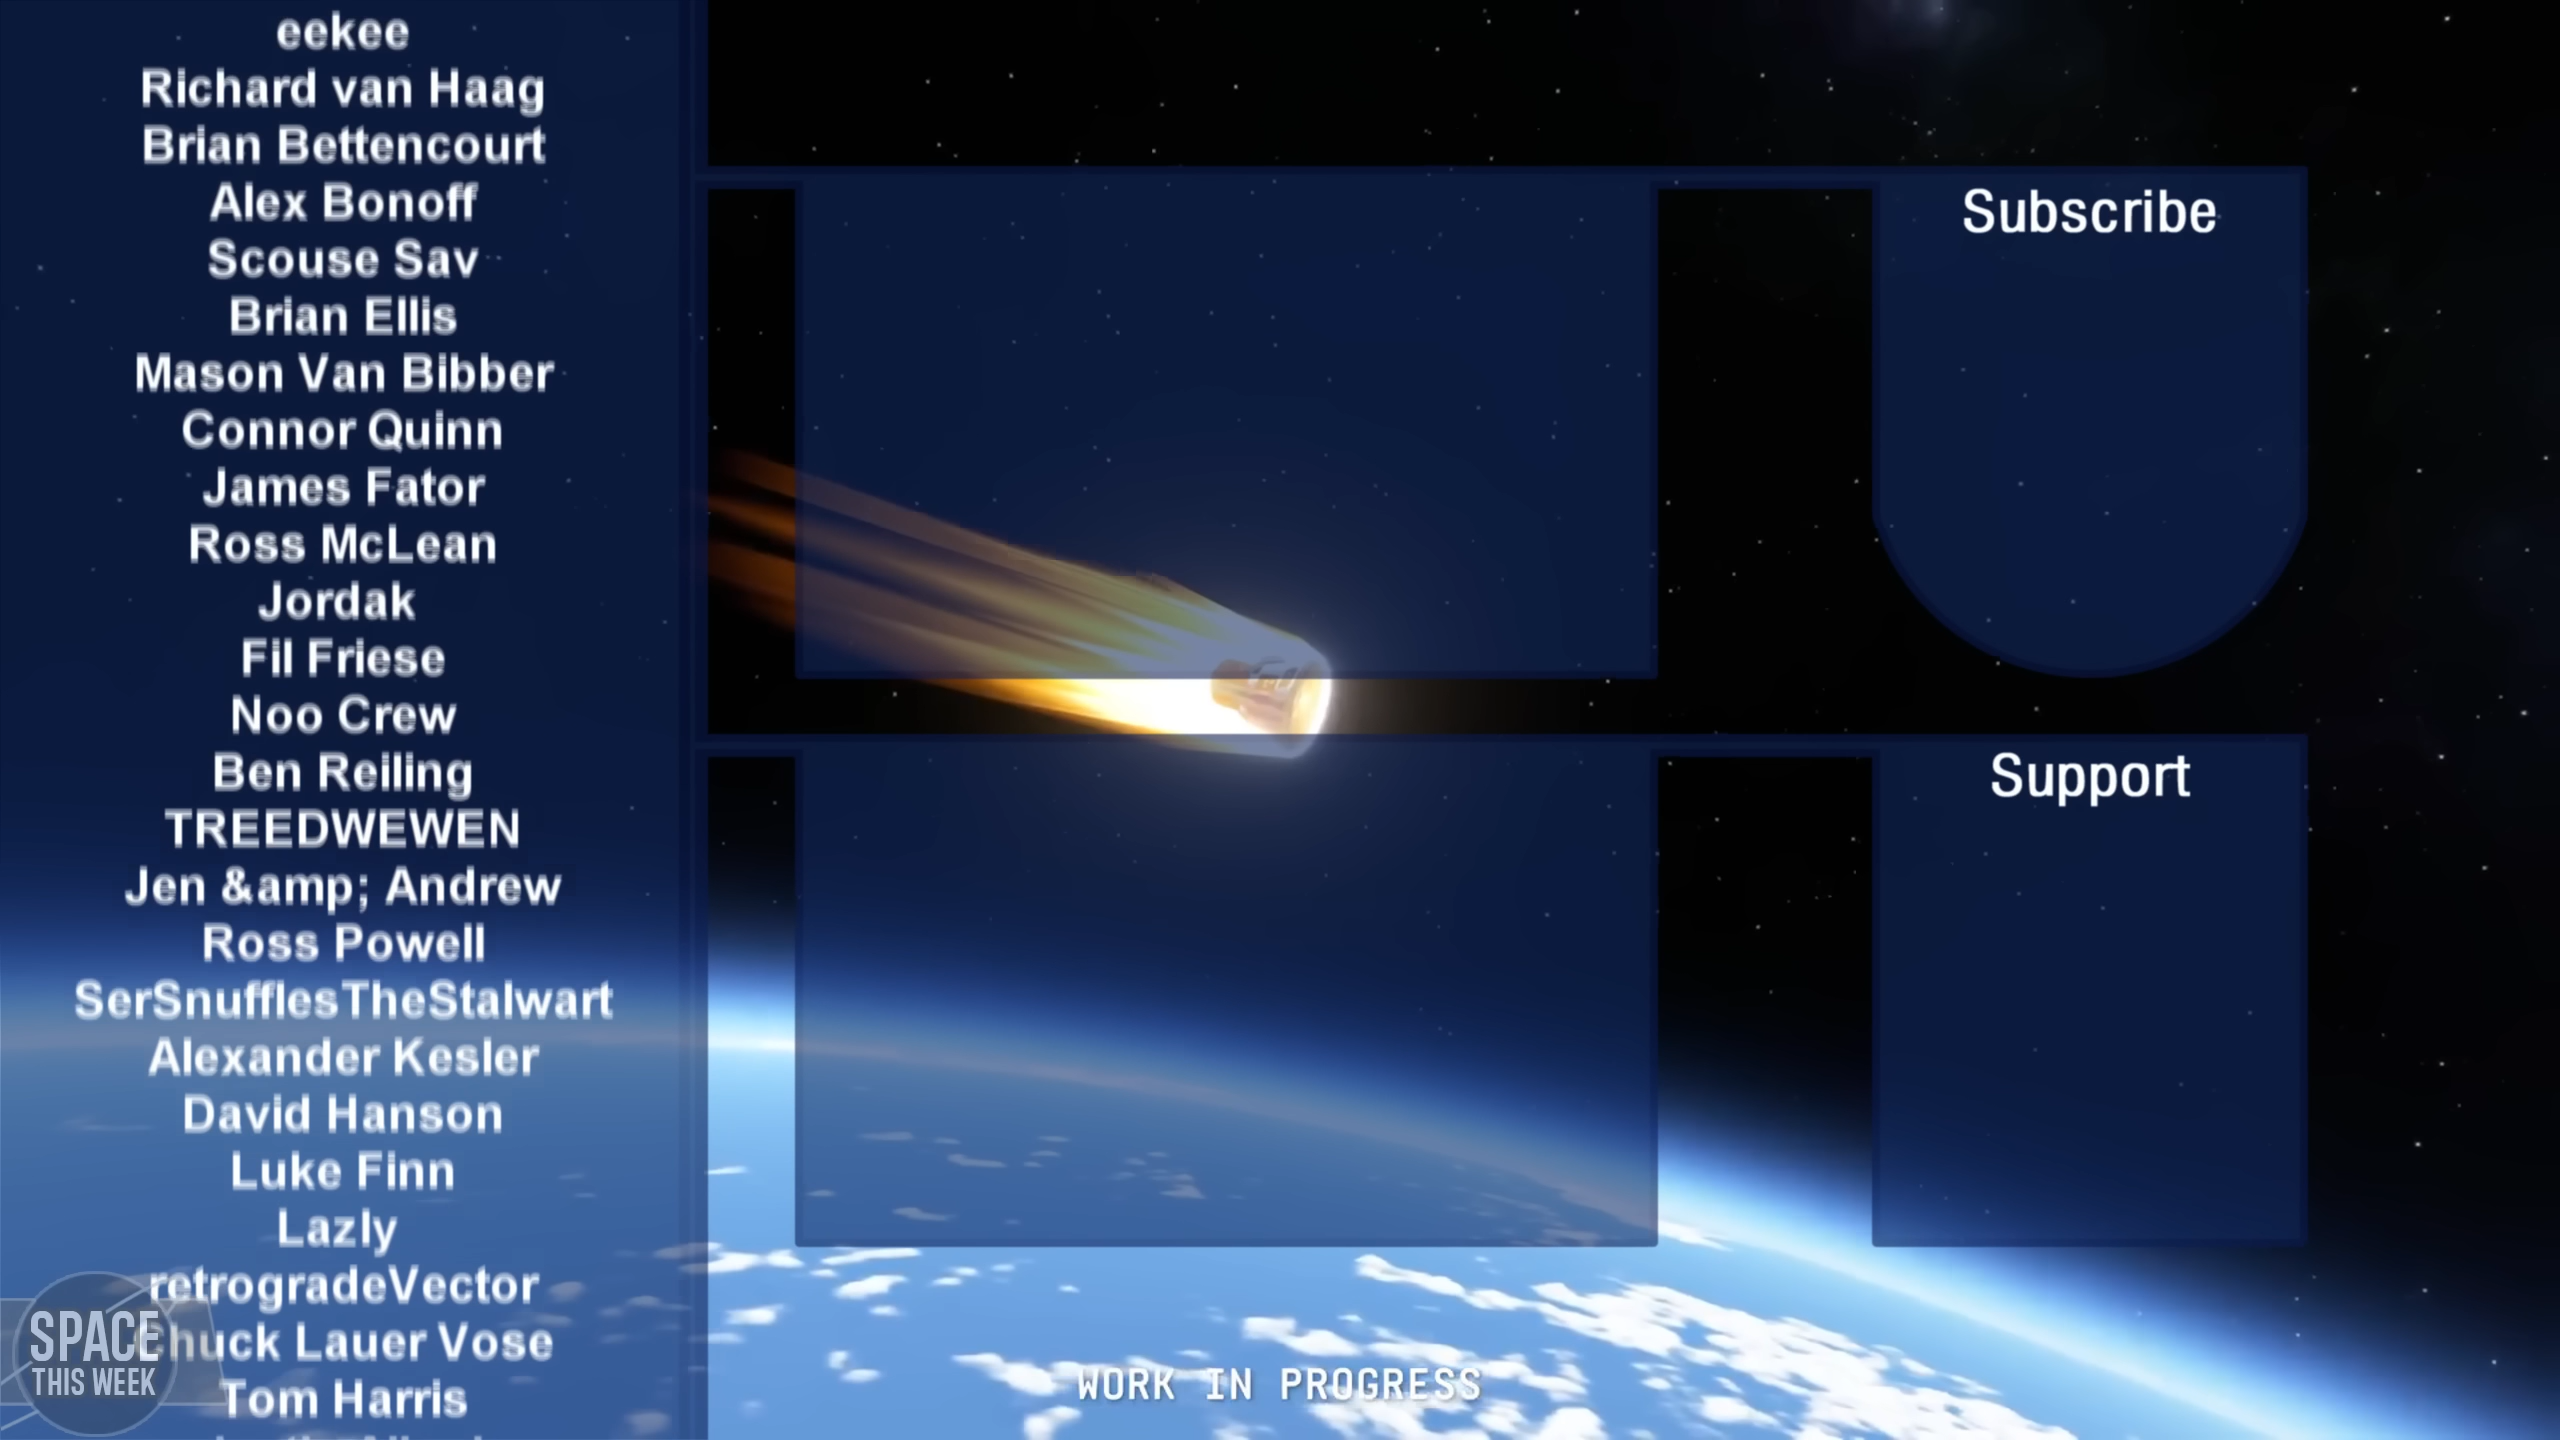 eekee
Richard van Haag
Brian Bettencourt
Alex Bonoff
Scouse Sav
Brian Ellis
Mason Van Bibber
Connor Quinn
James Fator
Ross McLean
Jordak
Fil Friese
Noo Crew
Ben Reiling
TREEDWEWEN
Jen &amp; Andrew
Ross Powell
SerSnufflesTheStalwart
Alexander Kesler
David Hanson
Luke Finn
Lazly
retrogradeVector
Chuck Lauer Vose
Tom Harris
SPACE
THIS WEEK
Subscribe
Support
WORK IN PROGRESS